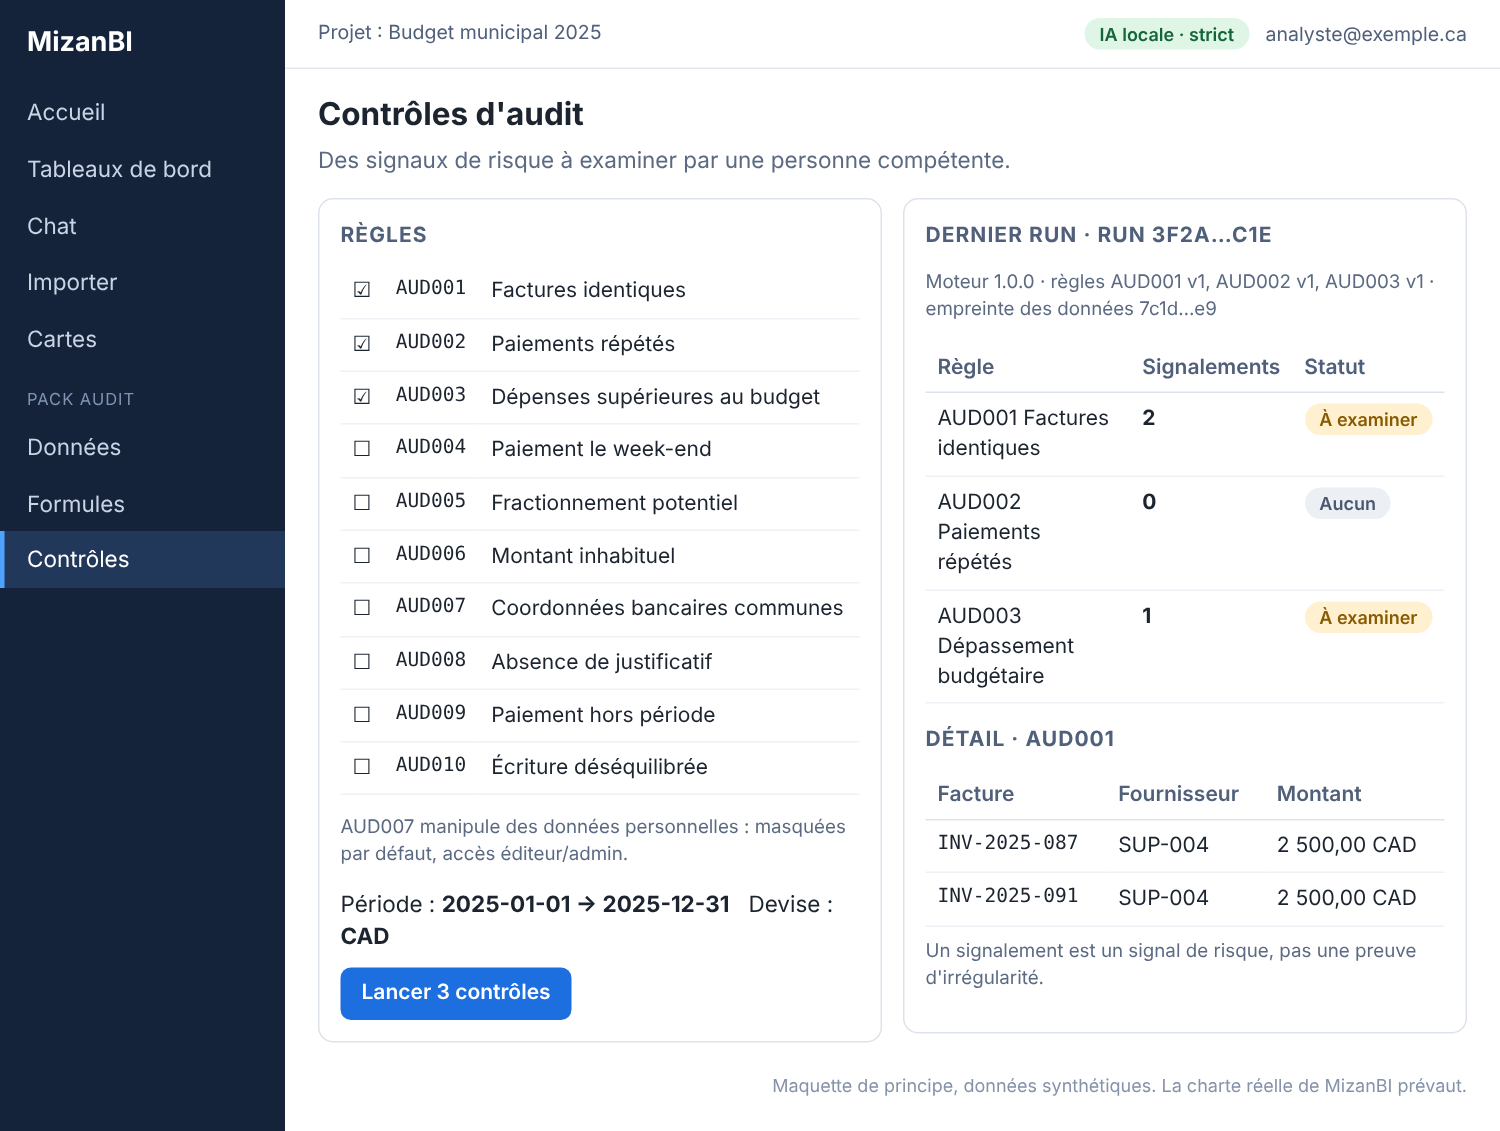 MizanBI
Accueil
Tableaux de bord
Chat
Importer
Cartes
PACK AUDIT
Données
Formules
Contrôles
Projet : Budget municipal 2025
IA locale · strict
analyste@exemple.ca
Contrôles d'audit
Des signaux de risque à examiner par une personne compétente.
RÈGLES
☑ AUD001 Factures identiques
☑ AUD002 Paiements répétés
☑ AUD003 Dépenses supérieures au budget
☐ AUD004 Paiement le week-end
☐ AUD005 Fractionnement potentiel
☐ AUD006 Montant inhabituel
☐ AUD007 Coordonnées bancaires communes
☐ AUD008 Absence de justificatif
☐ AUD009 Paiement hors période
☐ AUD010 Écriture déséquilibrée
AUD007 manipule des données personnelles : masquées
par défaut, accès éditeur/admin.
Période : 2025-01-01 → 2025-12-31 Devise :
CAD
Lancer 3 contrôles
DERNIER RUN · RUN 3F2A…C1E
Moteur 1.0.0 · règles AUD001 v1, AUD002 v1, AUD003 v1 ·
empreinte des données 7c1d…e9
Règle Signalements Statut
AUD001 Factures 2 À examiner
identiques
AUD002 0 Aucun
Paiements
répétés
AUD003 1 À examiner
Dépassement
budgétaire
DÉTAIL · AUD001
Facture Fournisseur Montant
INV-2025-087 SUP-004 2 500,00 CAD
INV-2025-091 SUP-004 2 500,00 CAD
Un signalement est un signal de risque, pas une preuve
d'irrégularité.
Maquette de principe, données synthétiques. La charte réelle de MizanBI prévaut.